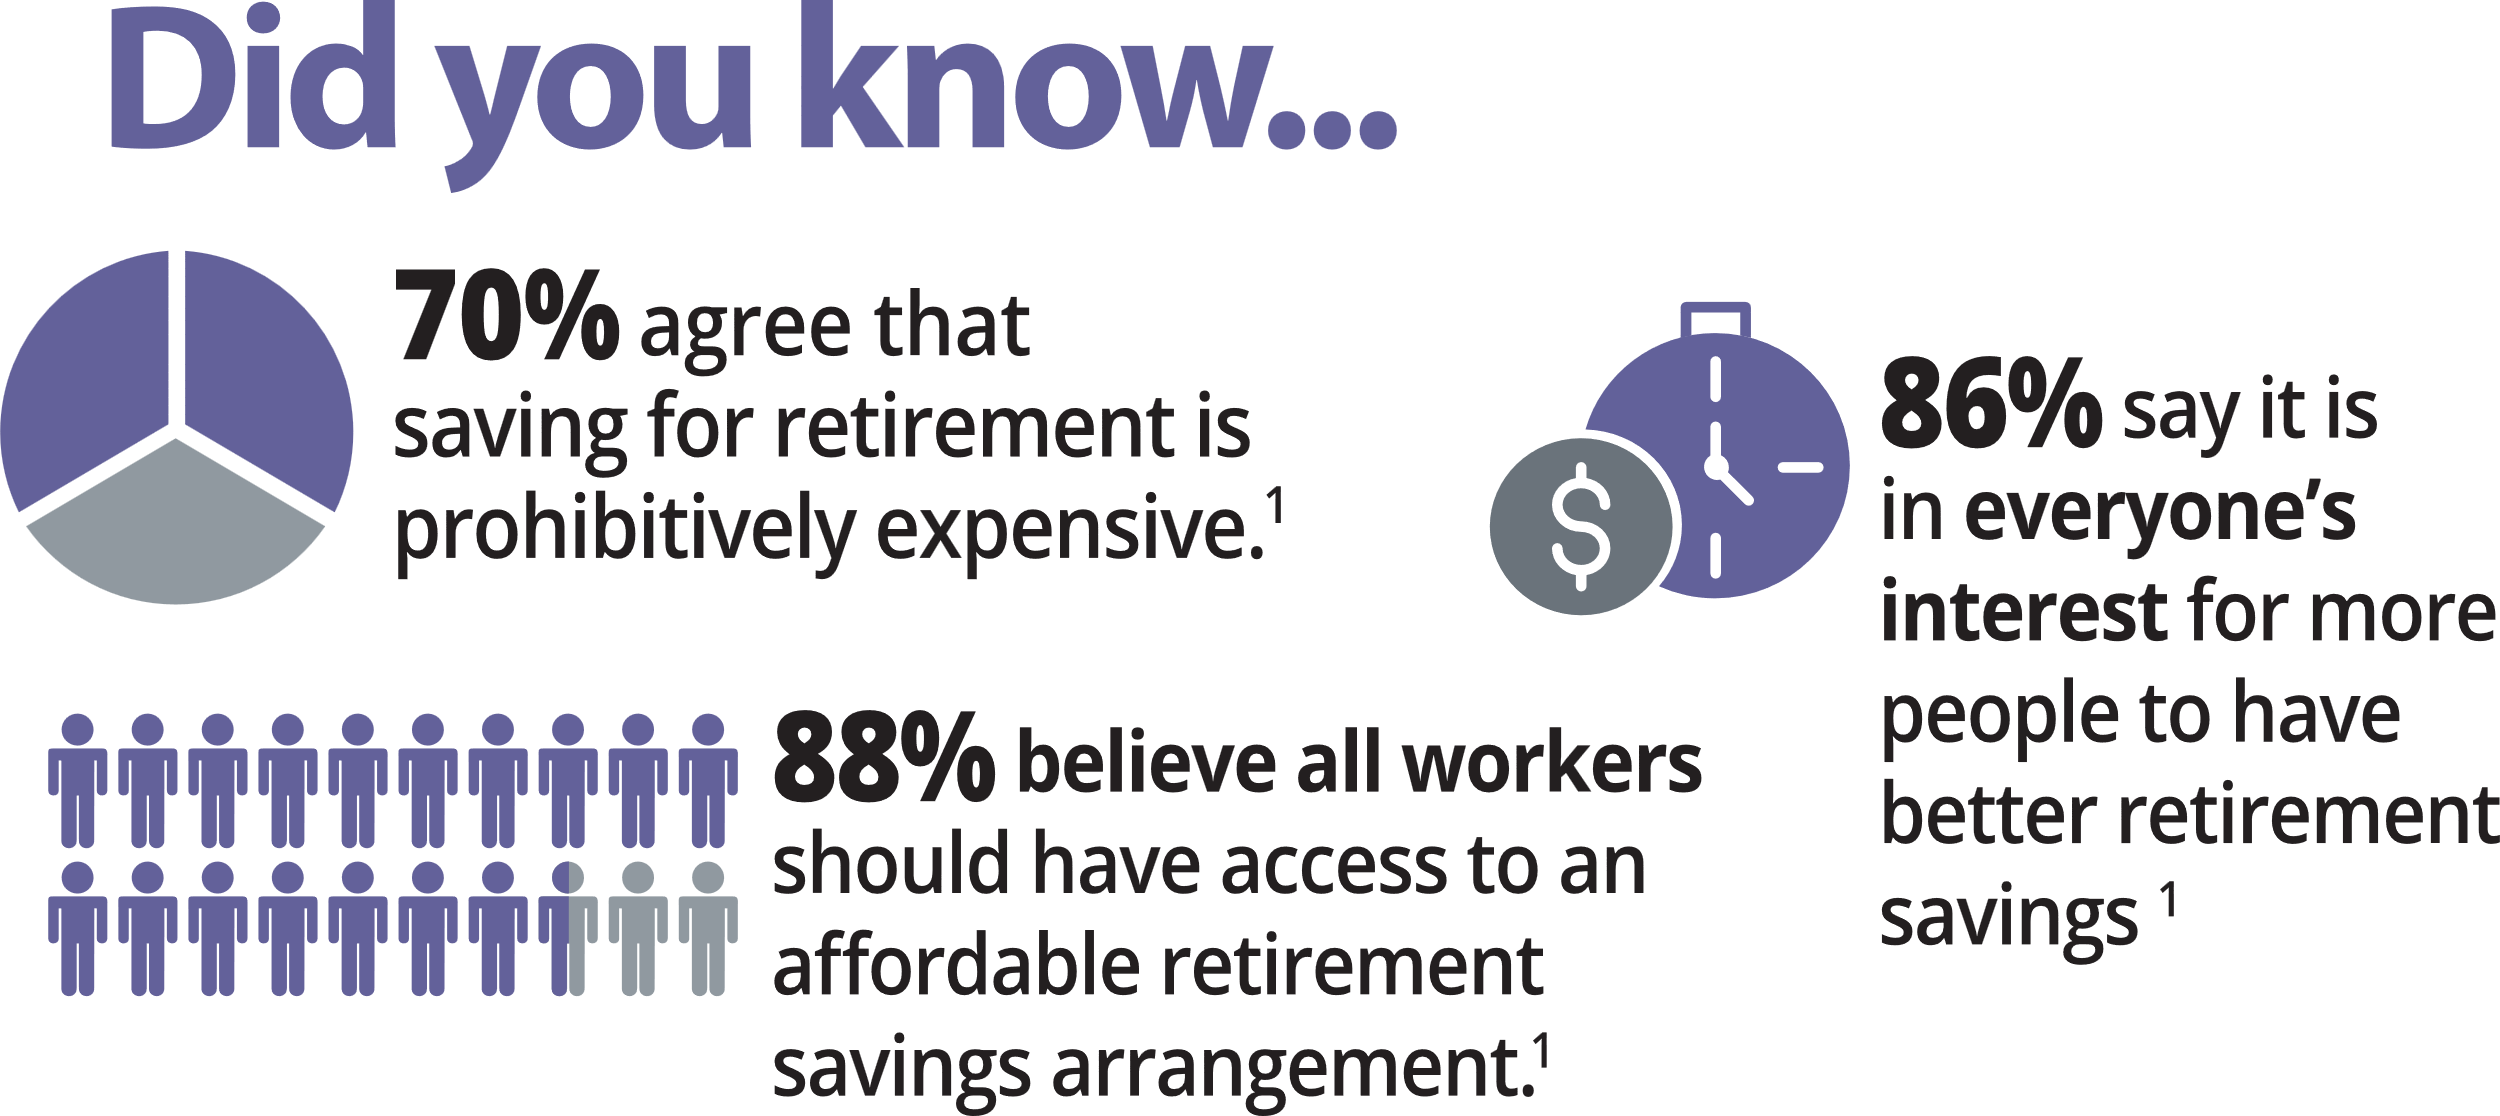 Did you know...
70% agree that
saving for retirement is
prohibitively expensive.¹
86% say it is
in everyone’s
interest for more
people to have
better retirement
savings ¹
88% believe all workers
should have access to an
affordable retirement
savings arrangement.¹